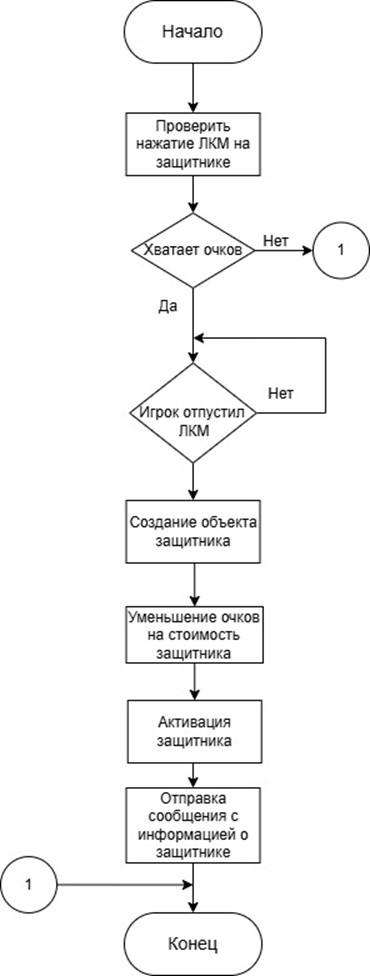 Начало
Проверить
нажатие ЛКМ на
защитнике
Хватает очков
Нет
1
Да
Игрок отпустил
ЛКМ
Нет
Создание объекта
защитника
Уменьшение очков
на стоимость
защитника
Активация
защитника
Отправка
сообщения с
информацией о
защитнике
1
Конец